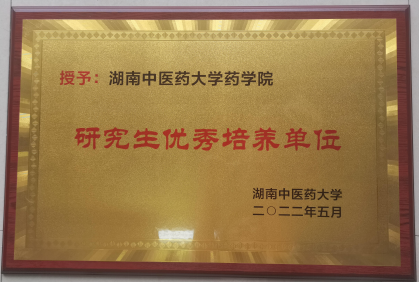 授予：湖南中医药大学药学院
研究生优秀培养单位
湖南中医药大学
二〇二二年五月